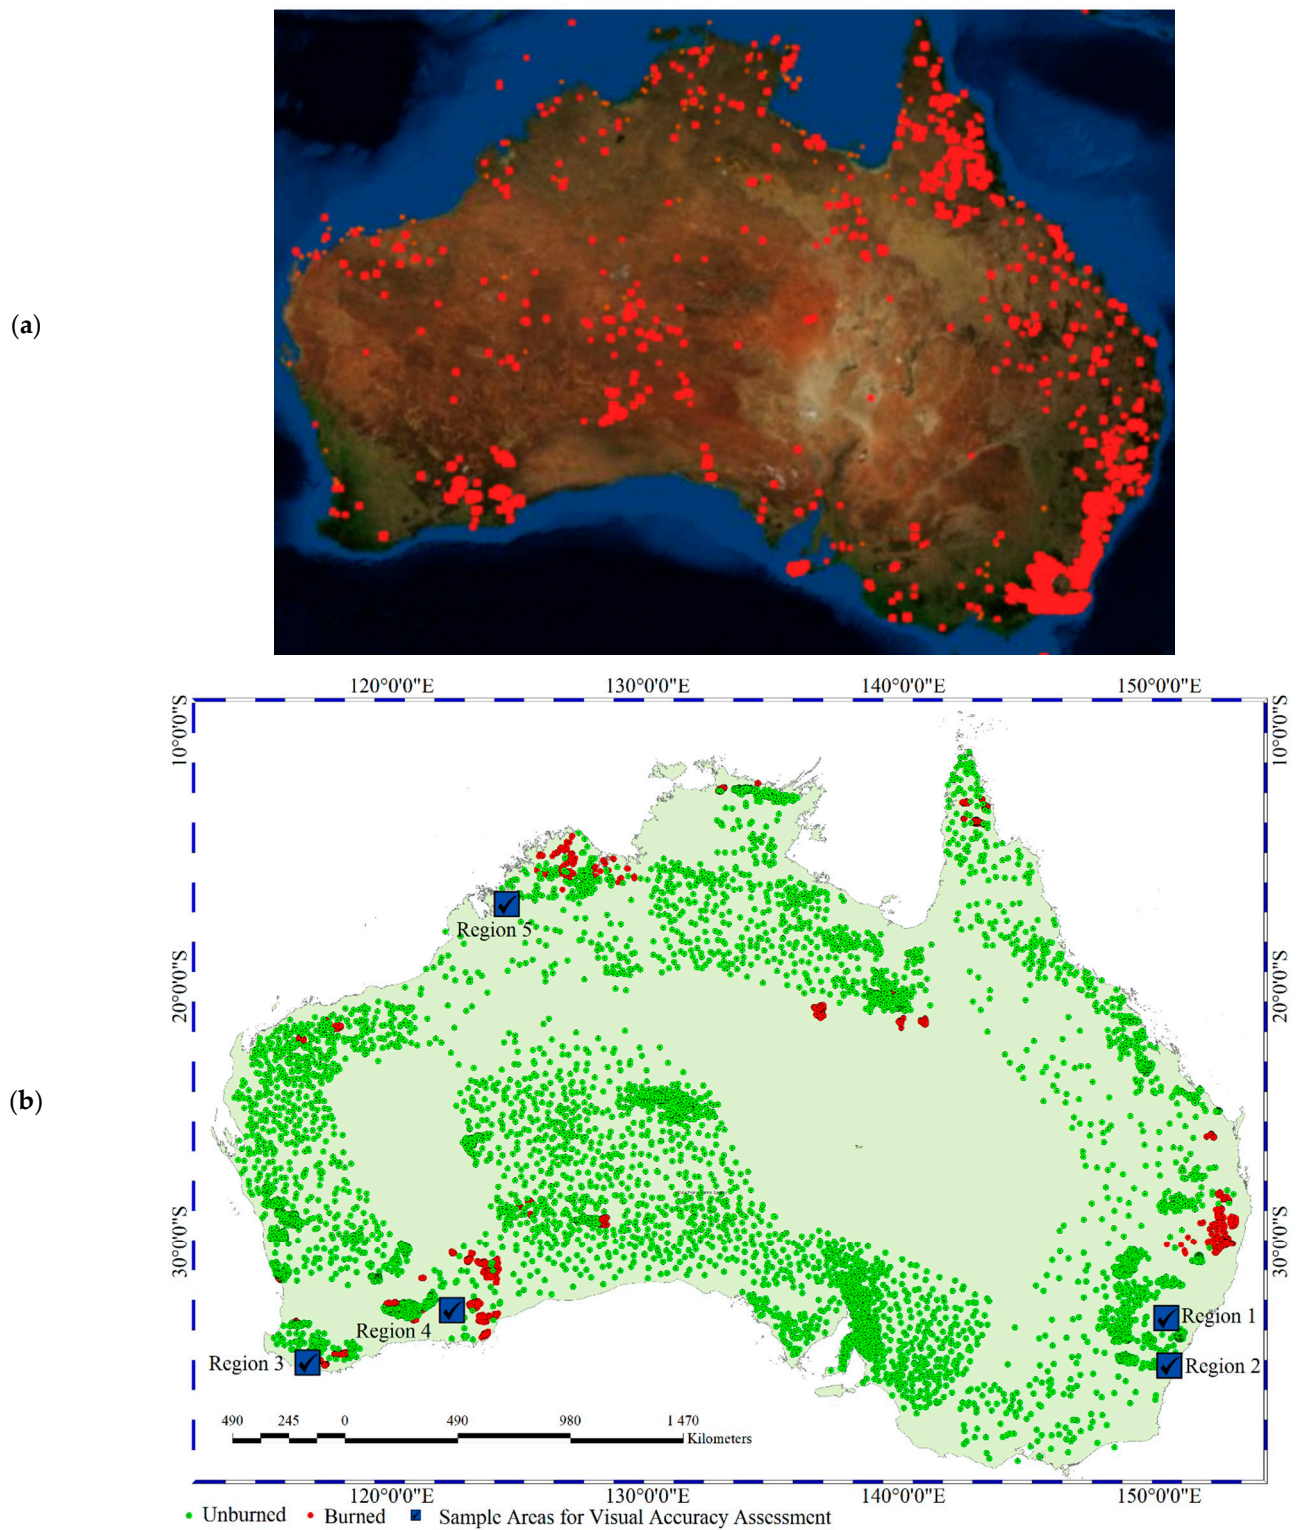 (a)
120°0'0"E 130°0'0"E 140°0'0"E 150°0'0"E
10°0'0"S 10°0'0"S
Region 5
20°0'0"S 20°0'0"S
(b)
30°0'0"S 30°0'0"S
Region 1
Region 4
Region 3
Region 2
490 245 0 490 980 1 470
Kilometers
120°0'0"E 130°0'0"E 140°0'0"E 150°0'0"E
Unburned Burned Sample Areas for Visual Accuracy Assessment